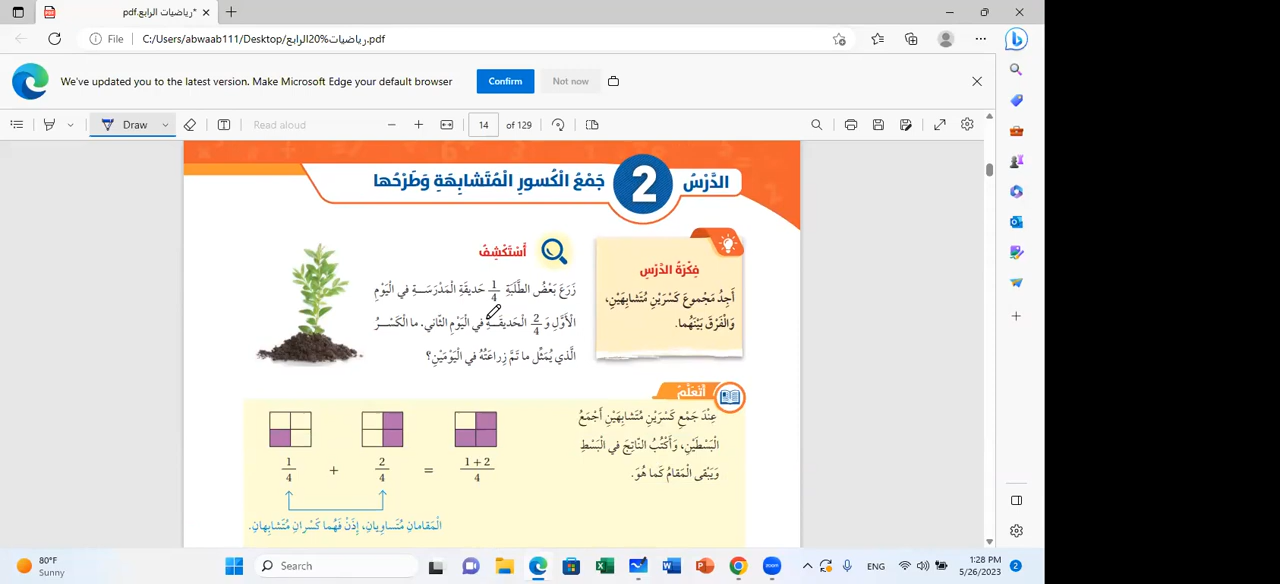 رياضيات الرابع.pdf*
File C:/Users/abwaab111/Desktop/رياضيات%20الرابع.pdf
We've updated you to the latest version. Make Microsoft Edge your default browser Confirm Not now
Draw Read aloud 14 of 129
الدَّرْسُ 2 جَمْعُ الْكُسورِ الْمُتَشابِهَةِ وَطَرْحُها
فِكْرَةُ الدَّرْسِ
أَجِدُ مَجْموعَ كَسْرَيْنِ مُتَشابِهَيْنِ،
وَالْفَرْقَ بَيْنَهُما.
أَسْتَكْشِفُ
زَرَعَ بَعْضُ الطَّلَبَةِ 1/4 حَديقَةِ الْمَدْرَسَـةِ في الْيَوْمِ
الْأَوَّلِ وَ 2/4 الْحَديقَـةِ في الْيَوْمِ الثّاني. ما الْكَسْـرُ
الَّذي يُمَثِّلُ ما تَمَّ زِراعَتُهُ في الْيَوْمَيْنِ؟
أَتَعَلَّمُ
عِنْدَ جَمْعِ كَسْرَيْنِ مُتَشابِهَيْنِ أَجْمَعُ
الْبَسْطَيْنِ، وَأَكْتُبُ النّاتِجَ في الْبَسْطِ
وَيَبْقى الْمَقامُ كَما هُوَ.
1/4 + 2/4 = 1+2/4
الْمَقامانِ مُتَساوِيانِ، إِذَنْ فَهُما كَسْرانِ مُتَشابِهانِ.
80°F
Sunny
Search
ENG
1:28 PM
5/26/2023
2